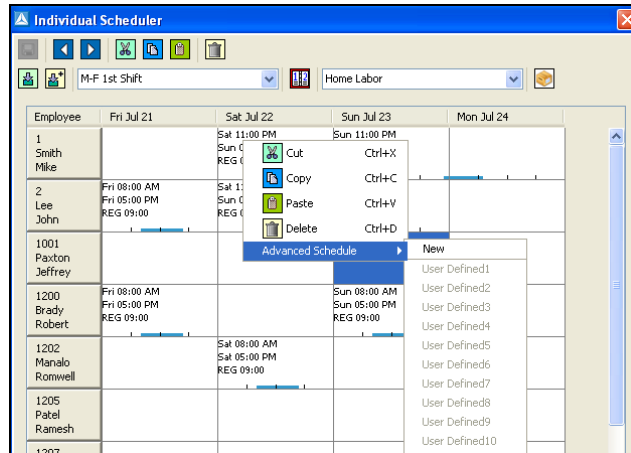 Individual Scheduler
M-F 1st Shift
Home Labor
Employee Fri Jul 21 Sat Jul 22 Sun Jul 23 Mon Jul 24
1
Smith
Mike
Sat 11:00 PM
Sun
REG
Sun 11:00 PM
2
Lee
John
Fri 08:00 AM
Fri 05:00 PM
REG 09:00
Sat
Sun
REG
Cut Ctrl+X
Copy Ctrl+C
Paste Ctrl+V
Delete Ctrl+D
Advanced Schedule
New
User Defined1
User Defined2
User Defined3
User Defined4
User Defined5
User Defined6
User Defined7
User Defined8
User Defined9
User Defined10
1001
Paxton
Jeffrey
1200
Brady
Robert
Fri 08:00 AM
Fri 05:00 PM
REG 09:00
Sun 08:00 AM
Sun 05:00 PM
REG 09:00
1202
Manalo
Romwell
Sat 08:00 AM
Sat 05:00 PM
REG 09:00
1205
Patel
Ramesh
1207